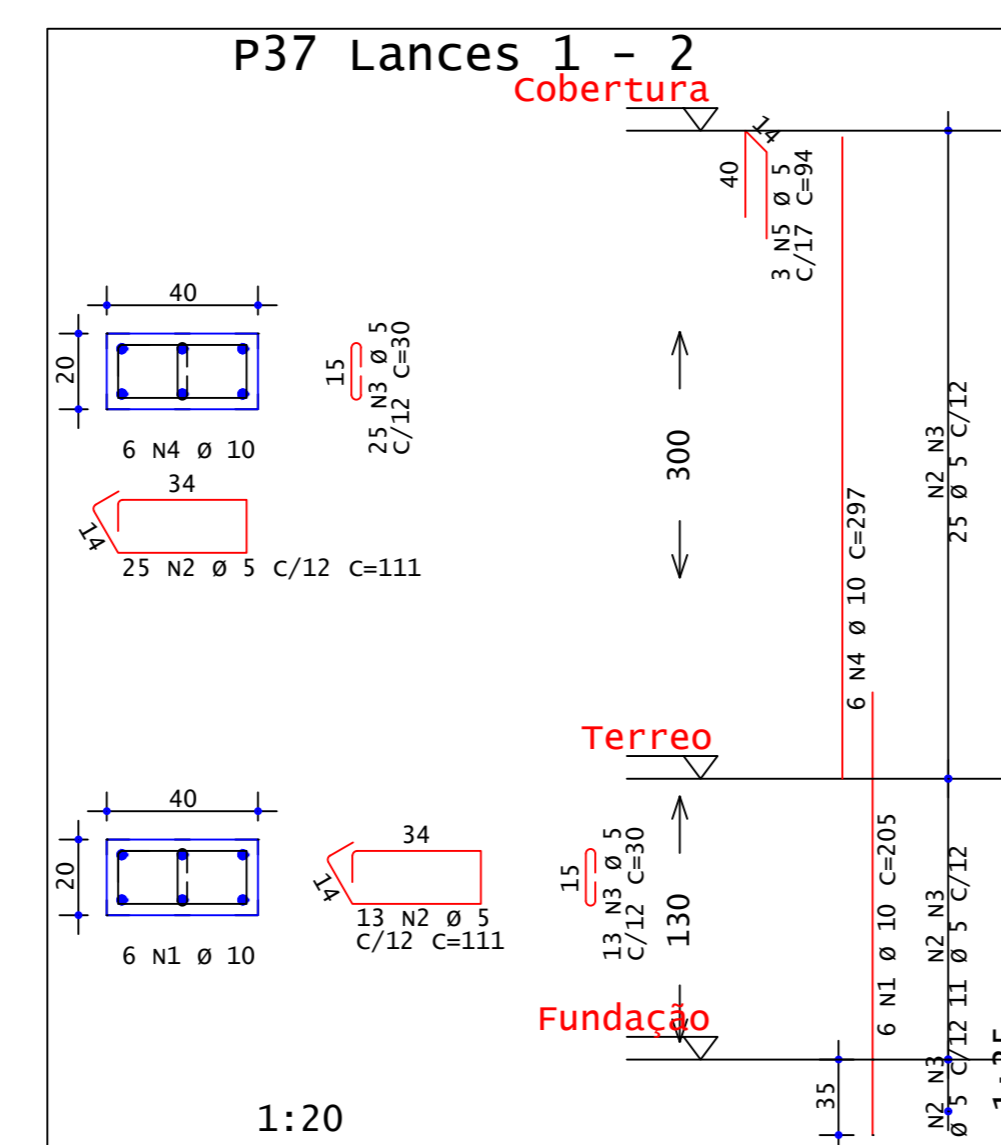 P37 Lances 1 - 2
Cobertura
14
40
3 N5 Ø 5
C/17 C=94
40
20
15
25 N3 Ø 5
C/12 C=30
6 N4 Ø 10
34
14
25 N2 Ø 5 C/12 C=111
300
6 N4 Ø 10 C=297
N2 N3
25 Ø 5 C/12
Terreo
40
20
6 N1 Ø 10
34
14
13 N2 Ø 5
C/12 C=111
15
13 N3 Ø 5
C/12 C=30
130
6 N1 Ø 10 C=205
N2 N3
11 Ø 5 C/12
Fundação
35
N2 N3
Ø 5 C/12
1:20